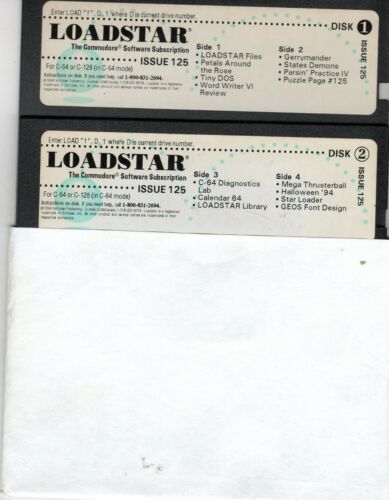 Enter LOAD "!", D, 1 where D is current drive number.
DISK 1
LOADSTAR
The Commodore® Software Subscription
ISSUE 125
For C-64 or C-128 (in C-64 mode)
Instructions on disk. If you need help, call 1-800-831-2694.
Side 1
• LOADSTAR Files
• Petals Around the Rose
• Tiny DOS
• Word Writer VI Review
Side 2
• Gerrymander
• States Demons
• Parsin' Practice IV
• Puzzle Page #125
ISSUE 125
Enter LOAD "!", D, 1 where D is current drive number.
DISK 2
LOADSTAR®
The Commodore® Software Subscription
ISSUE 125
For C-64 or C-128 (in C-64 mode)
Instructions on disk. If you need help, call 1-800-831-2694.
Side 3
• C-64 Diagnostics Lab
• Calendar 64
• LOADSTAR Library
Side 4
• Mega Thrusterball
• Halloween '94
• Star Loader
• GEOS Font Design
ISSUE 125